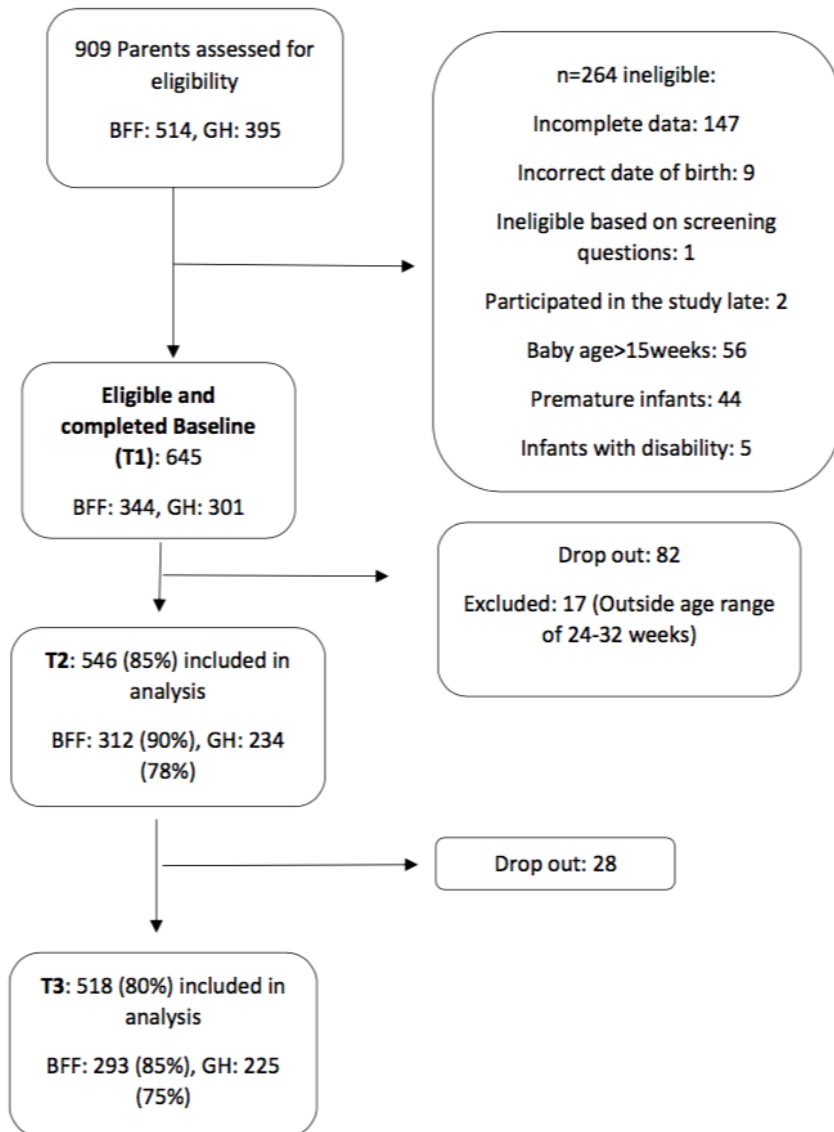 909 Parents assessed for
eligibility
BFF: 514, GH: 395
n=264 ineligible:
Incomplete data: 147
Incorrect date of birth: 9
Ineligible based on screening
questions: 1
Participated in the study late: 2
Baby age>15weeks: 56
Premature infants: 44
Infants with disability: 5
Eligible and
completed Baseline
(T1): 645
BFF: 344, GH: 301
Drop out: 82
Excluded: 17 (Outside age range
of 24-32 weeks)
T2: 546 (85%) included in
analysis
BFF: 312 (90%), GH: 234
(78%)
Drop out: 28
T3: 518 (80%) included in
analysis
BFF: 293 (85%), GH: 225
(75%)